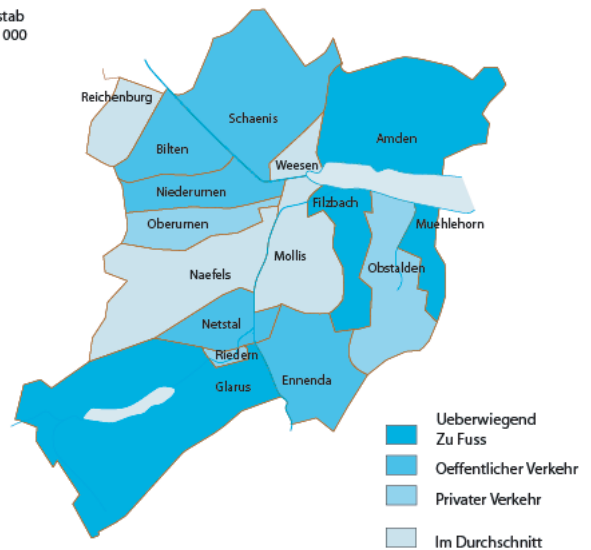 stab
000
Reichenburg
Schaenis
Amden
Bilten
Weesen
Niederurnen
Filzbach
Oberurnen
Muehlehorn
Mollis
Obstalden
Naefels
Netstal
Riedern
Glarus
Ennenda
Ueberwiegend
Zu Fuss
Oeffentlicher Verkehr
Privater Verkehr
Im Durchschnitt